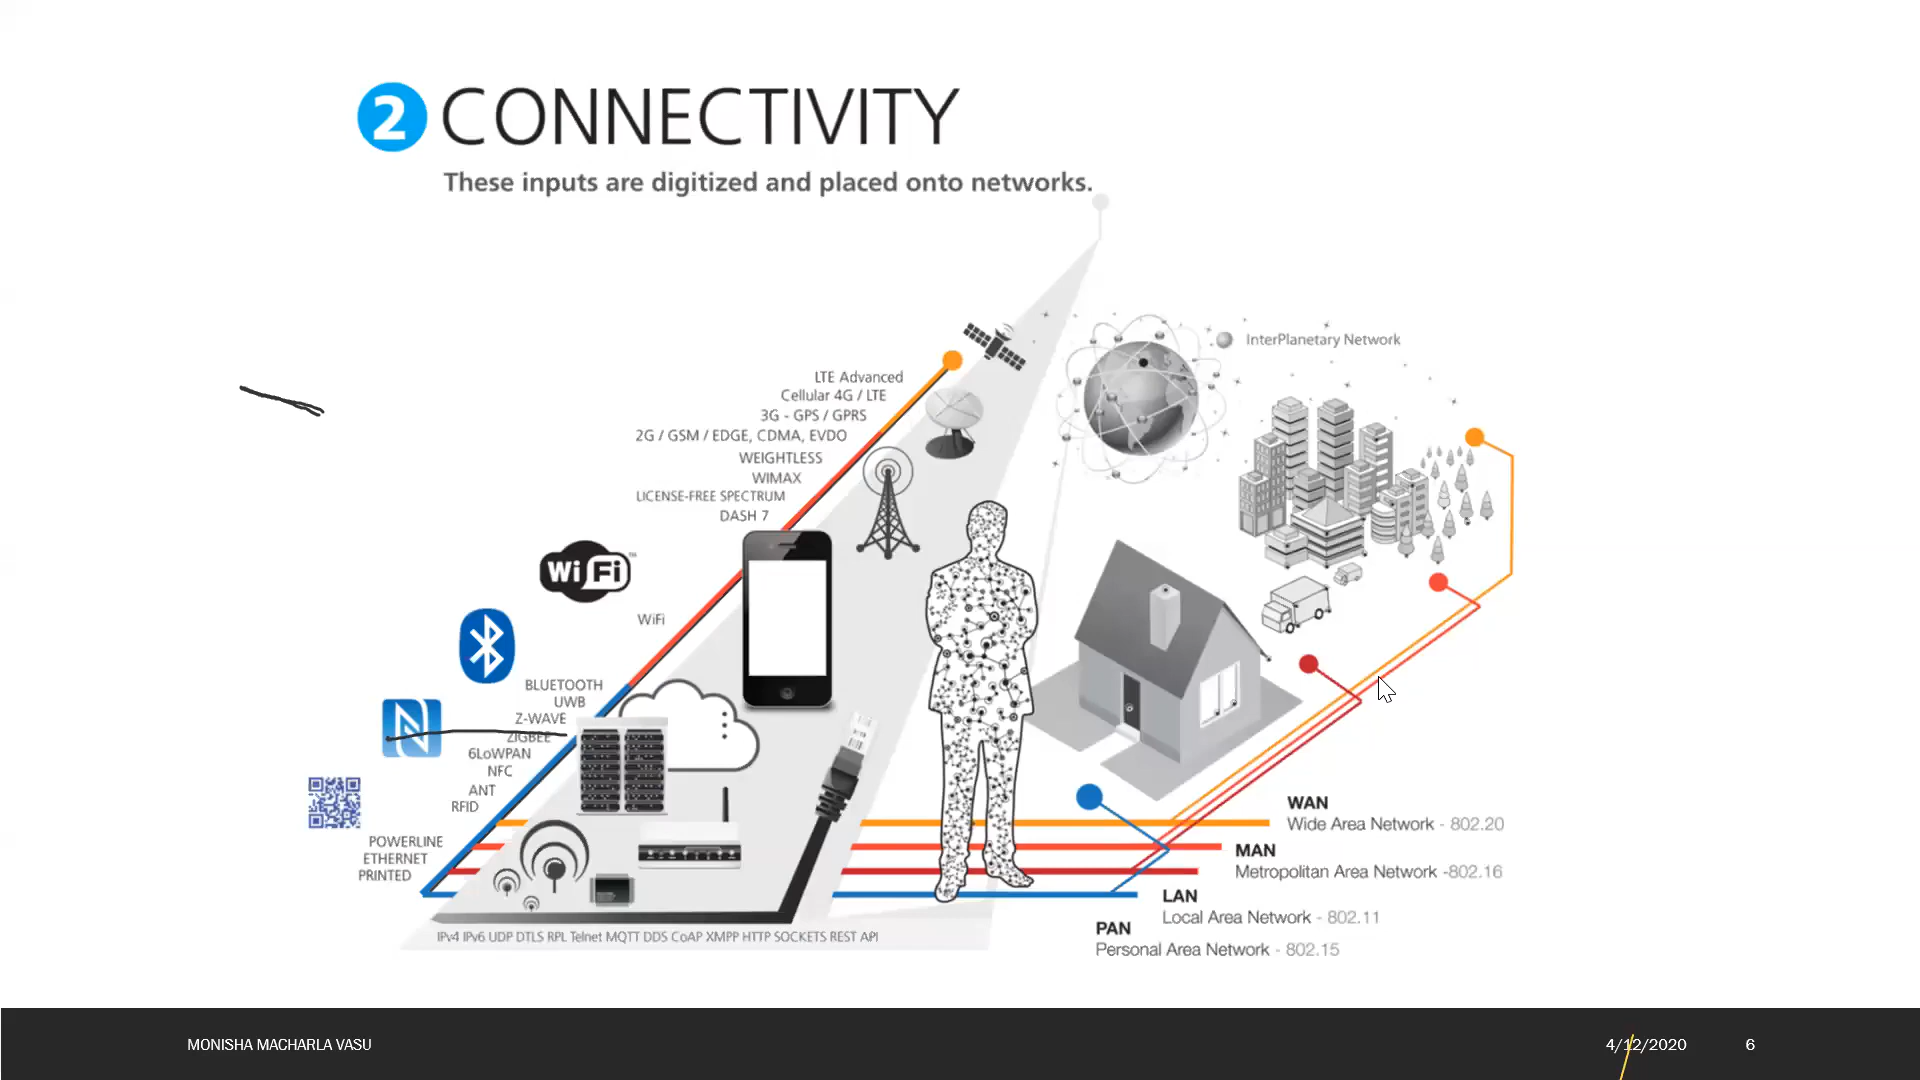 2 CONNECTIVITY
These inputs are digitized and placed onto networks.
InterPlanetary Network
LTE Advanced
Cellular 4G / LTE
3G - GPS / GPRS
2G / GSM / EDGE, CDMA, EVDO
WEIGHTLESS
WIMAX
LICENSE-FREE SPECTRUM
DASH 7
WiFi™
WiFi
BLUETOOTH
UWB
Z-WAVE
ZIGBEE
6LoWPAN
NFC
ANT
RFID
POWERLINE
ETHERNET
PRINTED
IPv4 IPv6 UDP DTLS RPL Telnet MQTT DDS CoAP XMPP HTTP SOCKETS REST API
WAN
Wide Area Network - 802.20
MAN
Metropolitan Area Network -802.16
LAN
Local Area Network - 802.11
PAN
Personal Area Network - 802.15
MONISHA MACHARLA VASU
4/12/2020
6